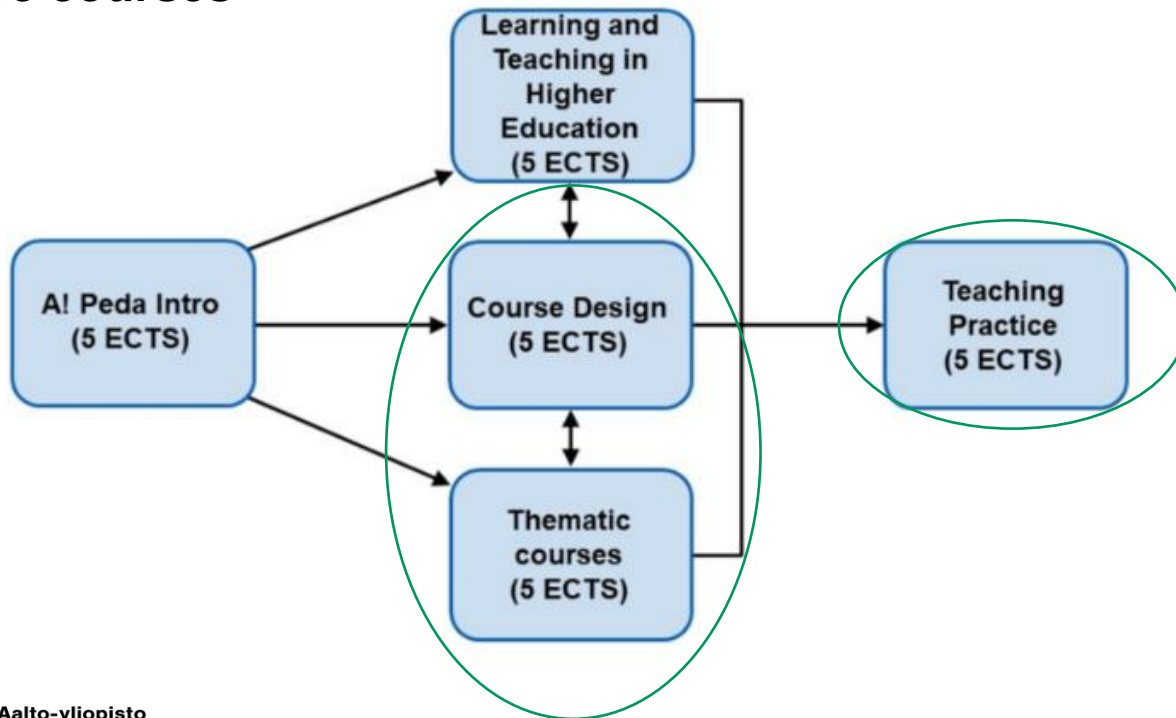 courses
Learning and
Teaching in
Higher
Education
(5 ECTS)
A! Peda Intro
(5 ECTS)
Course Design
(5 ECTS)
Teaching
Practice
(5 ECTS)
Thematic
courses
(5 ECTS)
Aalto-yliopisto